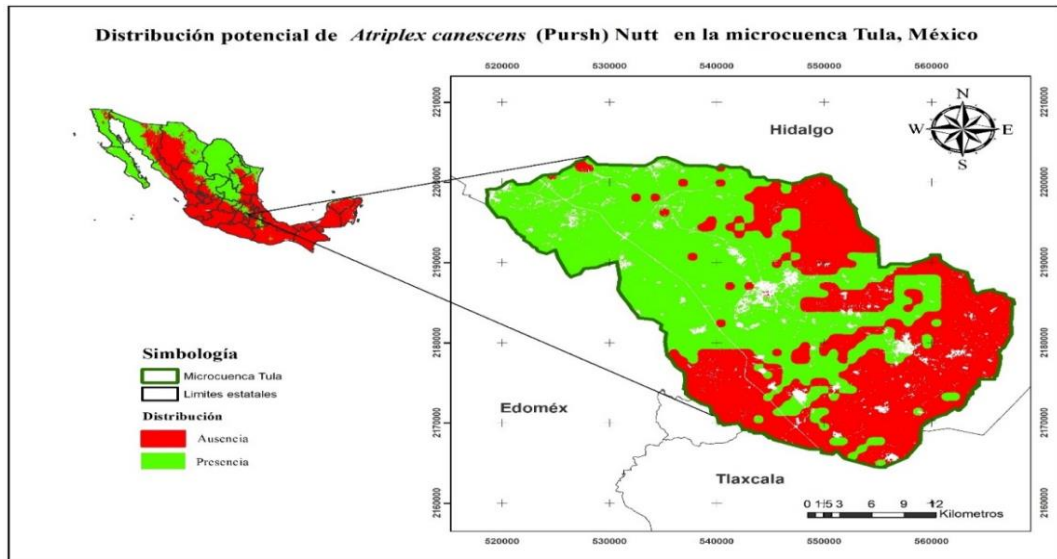 Distribución potencial de Atriplex canescens (Pursh) Nutt en la microcuenca Tula, México
520000 530000 540000 550000 560000
2210000 2210000
Hidalgo
N
W E
S
2200000 2200000
2190000 2190000
2180000 2180000
Simbología
Microcuenca Tula
Limites estatales
Distribución
Ausencia
Presencia
Edoméx
2170000 2170000
Tlaxcala
2160000 2160000
0 1.5 3 6 9 12
Kilometros
520000 530000 540000 550000 560000